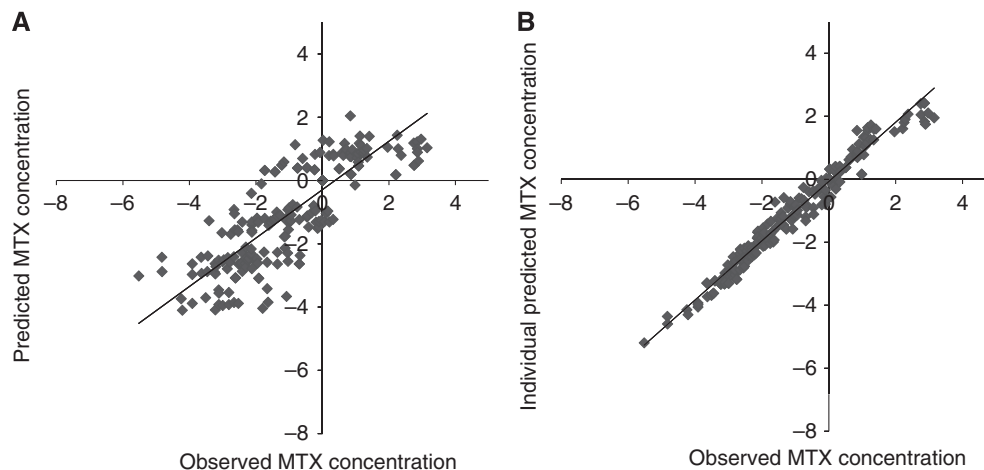 A
Predicted MTX concentration
4
2
0
−8 −6 −4 −2 0 2 4
−2
−4
−6
−8
Observed MTX concentration
B
Individual predicted MTX concentration
4
2
0
−8 −6 −4 −2 0 2 4
−2
−4
−6
−8
Observed MTX concentration